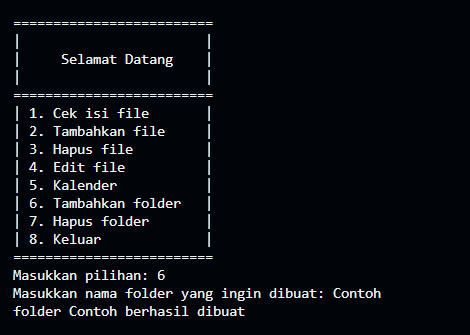 =========================
|                       |
|     Selamat Datang    |
|                       |
=========================
| 1. Cek isi file       |
| 2. Tambahkan file     |
| 3. Hapus file         |
| 4. Edit file          |
| 5. Kalender           |
| 6. Tambahkan folder   |
| 7. Hapus folder       |
| 8. Keluar             |
=========================
Masukkan pilihan: 6
Masukkan nama folder yang ingin dibuat: Contoh
folder Contoh berhasil dibuat